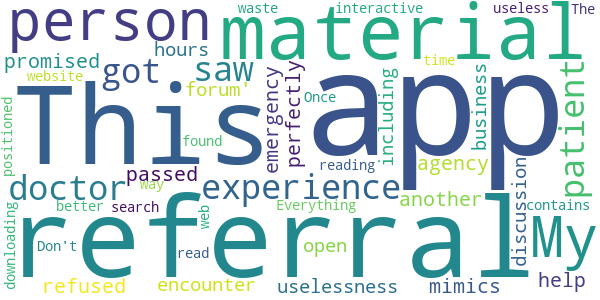 person
waste
interactive
useless
The
material
promised
hours
got
saw
website
forum'
This
app
emergency
perfectly
Once
including
time
business
patient
positioned
found
passed
reading
agency
doctor
way
experience
another
discussion
contains
downloading
better
search
web
Everything
referral
My
Don't
read
open
refused
encounter
uselessness
mimics
help